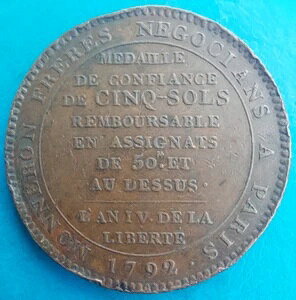 MONNERON FRERES NEGOCIANS A PARIS
MEDAILLE
DE CONFIANCE
DE CINQ-SOLS
REMBOURSABLE
EN ASSIGNATS
DE 50.# ET
AU DESSUS.
L'AN IV. DE LA
LIBERTÉ
1792